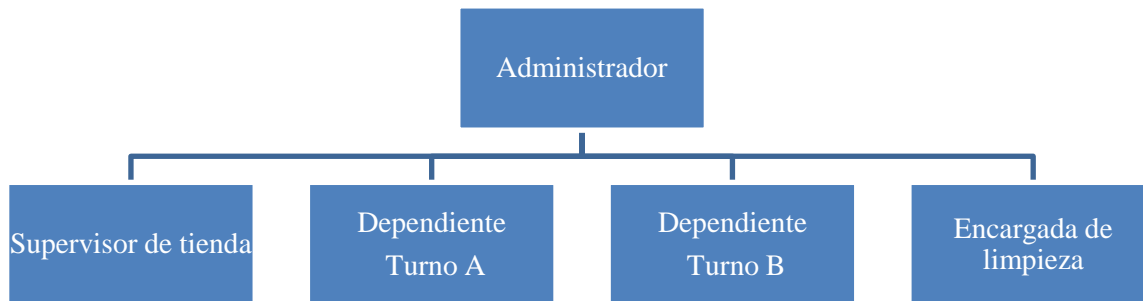 Administrador
Supervisor de tienda
Dependiente
Turno A
Dependiente
Turno B
Encargada de
limpieza